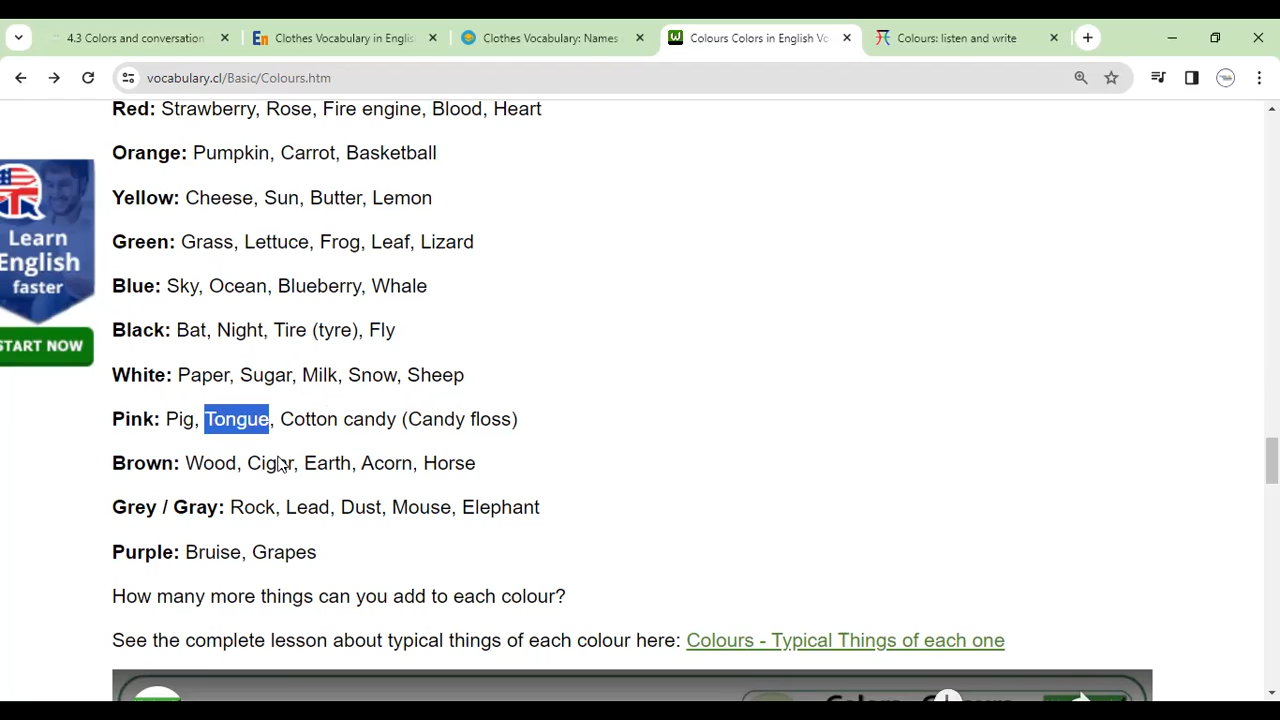 4.3 Colors and conversation
Clothes Vocabulary in Englis
Clothes Vocabulary: Names
Colours Colors in English Vo
Colours: listen and write
vocabulary.cl/Basic/Colours.htm
Red: Strawberry, Rose, Fire engine, Blood, Heart
Orange: Pumpkin, Carrot, Basketball
Yellow: Cheese, Sun, Butter, Lemon
Green: Grass, Lettuce, Frog, Leaf, Lizard
Blue: Sky, Ocean, Blueberry, Whale
Black: Bat, Night, Tire (tyre), Fly
White: Paper, Sugar, Milk, Snow, Sheep
Pink: Pig, Tongue, Cotton candy (Candy floss)
Brown: Wood, Cigar, Earth, Acorn, Horse
Grey / Gray: Rock, Lead, Dust, Mouse, Elephant
Purple: Bruise, Grapes
How many more things can you add to each colour?
See the complete lesson about typical things of each colour here: Colours - Typical Things of each one
Learn
English
faster
START NOW